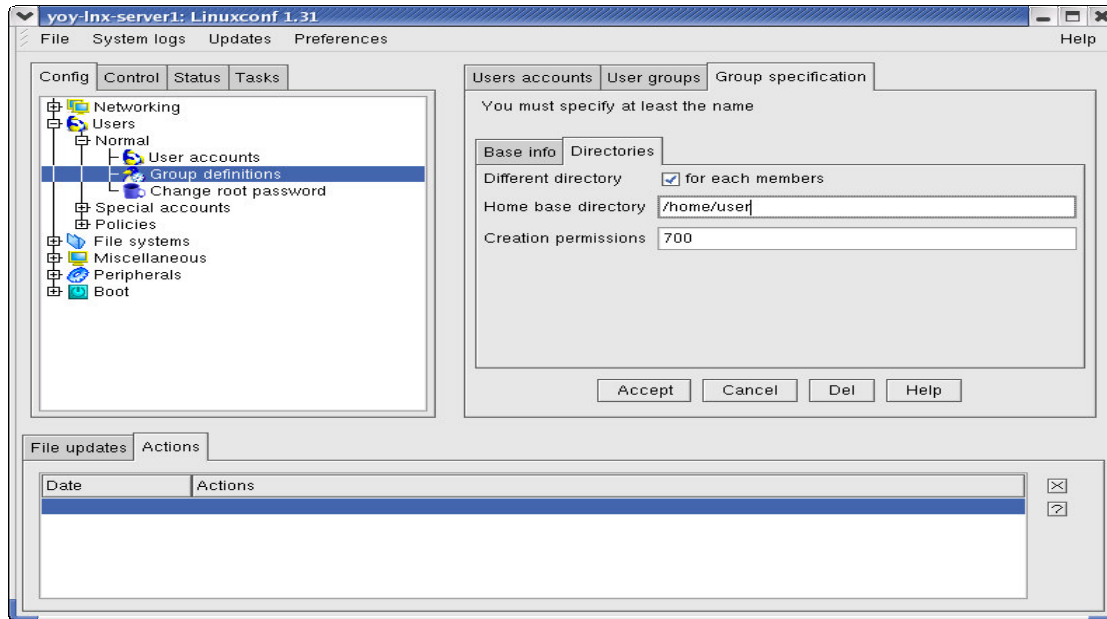 yoy-lnx-server1: Linuxconf 1.31
File System logs Updates Preferences Help
Config Control Status Tasks
Networking
Users
Normal
User accounts
Group definitions
Change root password
Special accounts
Policies
File systems
Miscellaneous
Peripherals
Boot
Users accounts User groups Group specification
You must specify at least the name
Base info Directories
Different directory for each members
Home base directory /home/user
Creation permissions 700
Accept Cancel Del Help
File updates Actions
Date Actions